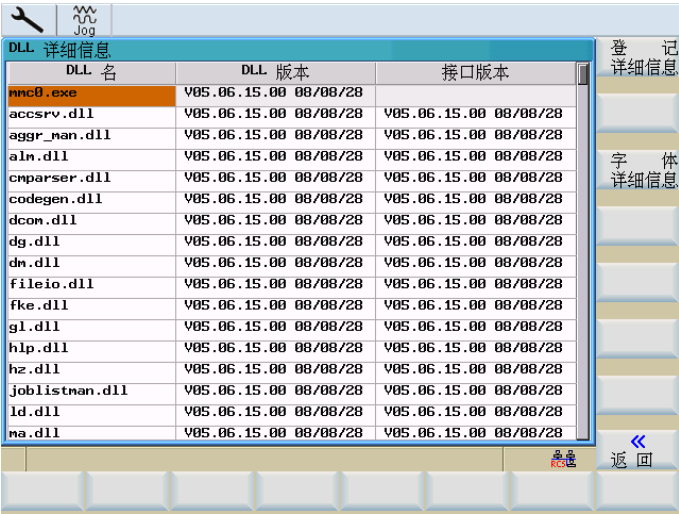 Jog
DLL 详细信息
登 记
详细信息
DLL 名 DLL 版本 接口版本
mmc0.exe V05.06.15.00 08/08/28
accsrv.dll V05.06.15.00 08/08/28 V05.06.15.00 08/08/28
aggr_man.dll V05.06.15.00 08/08/28 V05.06.15.00 08/08/28
alm.dll V05.06.15.00 08/08/28 V05.06.15.00 08/08/28
字 体
详细信息
cmparser.dll V05.06.15.00 08/08/28 V05.06.15.00 08/08/28
codegen.dll V05.06.15.00 08/08/28 V05.06.15.00 08/08/28
dcom.dll V05.06.15.00 08/08/28 V05.06.15.00 08/08/28
dg.dll V05.06.15.00 08/08/28 V05.06.15.00 08/08/28
dm.dll V05.06.15.00 08/08/28 V05.06.15.00 08/08/28
fileio.dll V05.06.15.00 08/08/28 V05.06.15.00 08/08/28
fke.dll V05.06.15.00 08/08/28 V05.06.15.00 08/08/28
gl.dll V05.06.15.00 08/08/28 V05.06.15.00 08/08/28
hlp.dll V05.06.15.00 08/08/28 V05.06.15.00 08/08/28
hz.dll V05.06.15.00 08/08/28 V05.06.15.00 08/08/28
joblistman.dll V05.06.15.00 08/08/28 V05.06.15.00 08/08/28
ld.dll V05.06.15.00 08/08/28 V05.06.15.00 08/08/28
ma.dll V05.06.15.00 08/08/28 V05.06.15.00 08/08/28
RCS
«
返 回